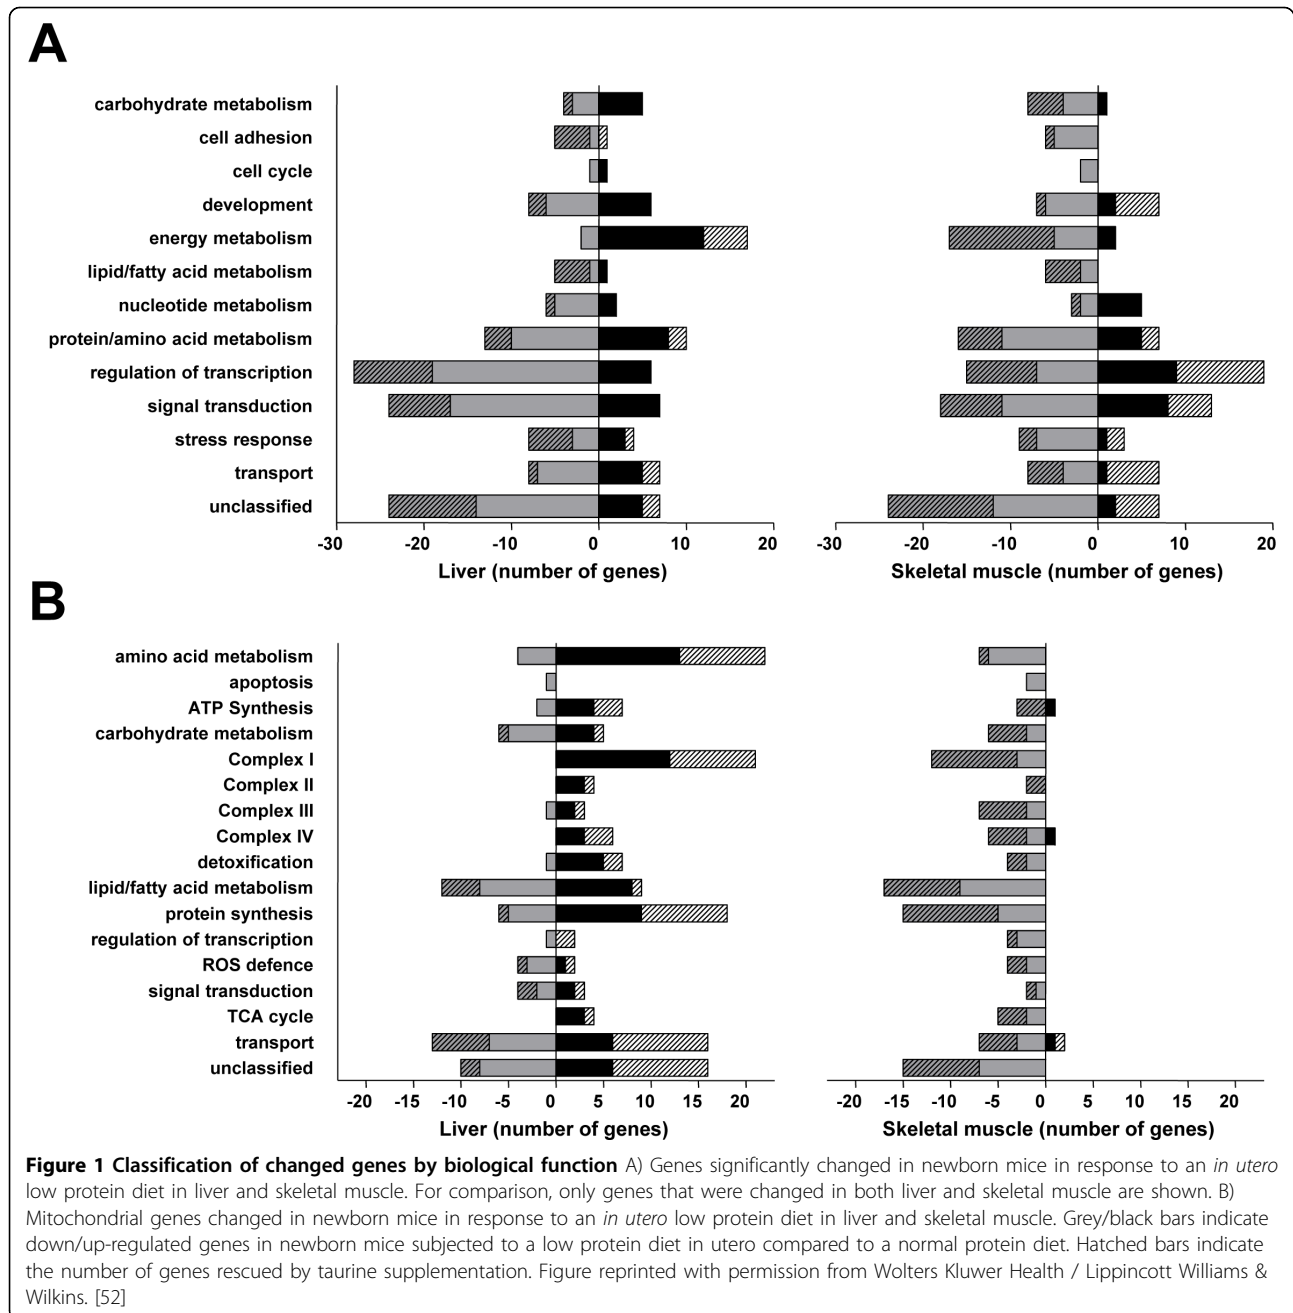 A
carbohydrate metabolism
cell adhesion
cell cycle
development
energy metabolism
lipid/fatty acid metabolism
nucleotide metabolism
protein/amino acid metabolism
regulation of transcription
signal transduction
stress response
transport
unclassified
-30 -20 -10 0 10 20
Liver (number of genes)
-30 -20 -10 0 10 20
Skeletal muscle (number of genes)
B
amino acid metabolism
apoptosis
ATP Synthesis
carbohydrate metabolism
Complex I
Complex II
Complex III
Complex IV
detoxification
lipid/fatty acid metabolism
protein synthesis
regulation of transcription
ROS defence
signal transduction
TCA cycle
transport
unclassified
-20 -15 -10 -5 0 5 10 15 20
Liver (number of genes)
-20 -15 -10 -5 0 5 10 15 20
Skeletal muscle (number of genes)
Figure 1 Classification of changed genes by biological function A) Genes significantly changed in newborn mice in response to an in utero
low protein diet in liver and skeletal muscle. For comparison, only genes that were changed in both liver and skeletal muscle are shown. B)
Mitochondrial genes changed in newborn mice in response to an in utero low protein diet in liver and skeletal muscle. Grey/black bars indicate
down/up-regulated genes in newborn mice subjected to a low protein diet in utero compared to a normal protein diet. Hatched bars indicate
the number of genes rescued by taurine supplementation. Figure reprinted with permission from Wolters Kluwer Health / Lippincott Williams &
Wilkins. [52]